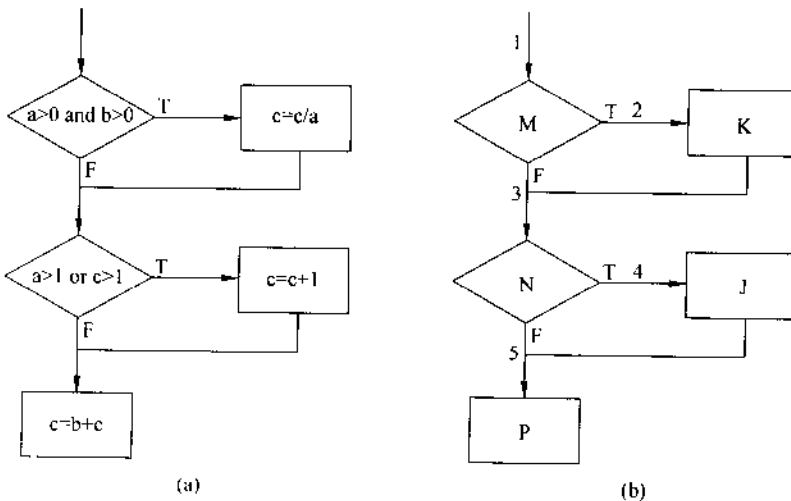 a>0 and b>0
T
c=c/a
F
a>1 or c>1
T
c=c+1
F
c=b+c
(a)
1
M
T 2
K
F
3
N
T 4
J
F
5
P
(b)